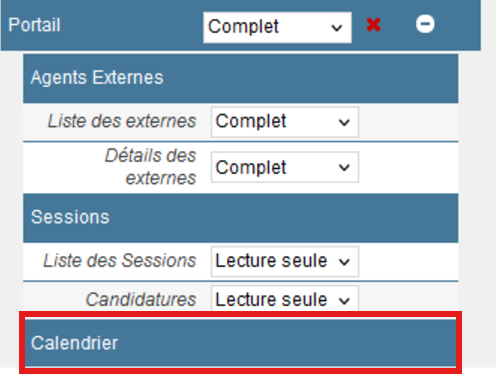 Portail Complet
Agents Externes
Liste des externes Complet
Détails des
externes Complet
Sessions
Liste des Sessions Lecture seule
Candidatures Lecture seule
Calendrier